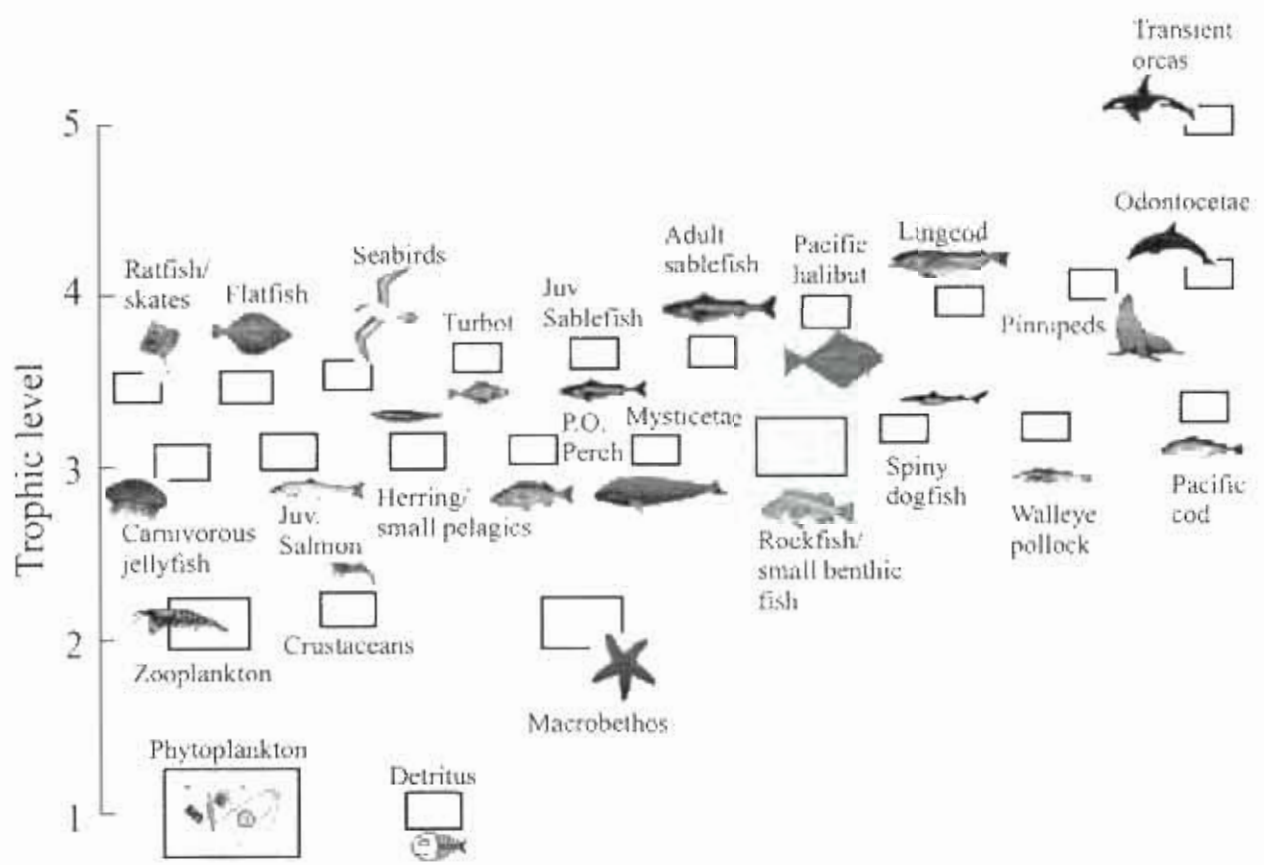 Transient
orcas
5
Odontocetae
Adult
sablefish
Pacific
halibut
Lingcod
Seabirds
Ratfish/
skates
Flatfish
4
Juv
Sablefish
Turbot
Pinnipeds
Trophic level
P.O.
Perch
Mysticetae
3
Spiny
dogfish
Pacific
cod
Herring/
small pelagics
Juv.
Salmon
Carnivorous
jellyfish
Walleye
pollock
Rockfish/
small benthic
fish
2
Crustaceans
Zooplankton
Macrobethos
Phytoplankton
Detritus
1